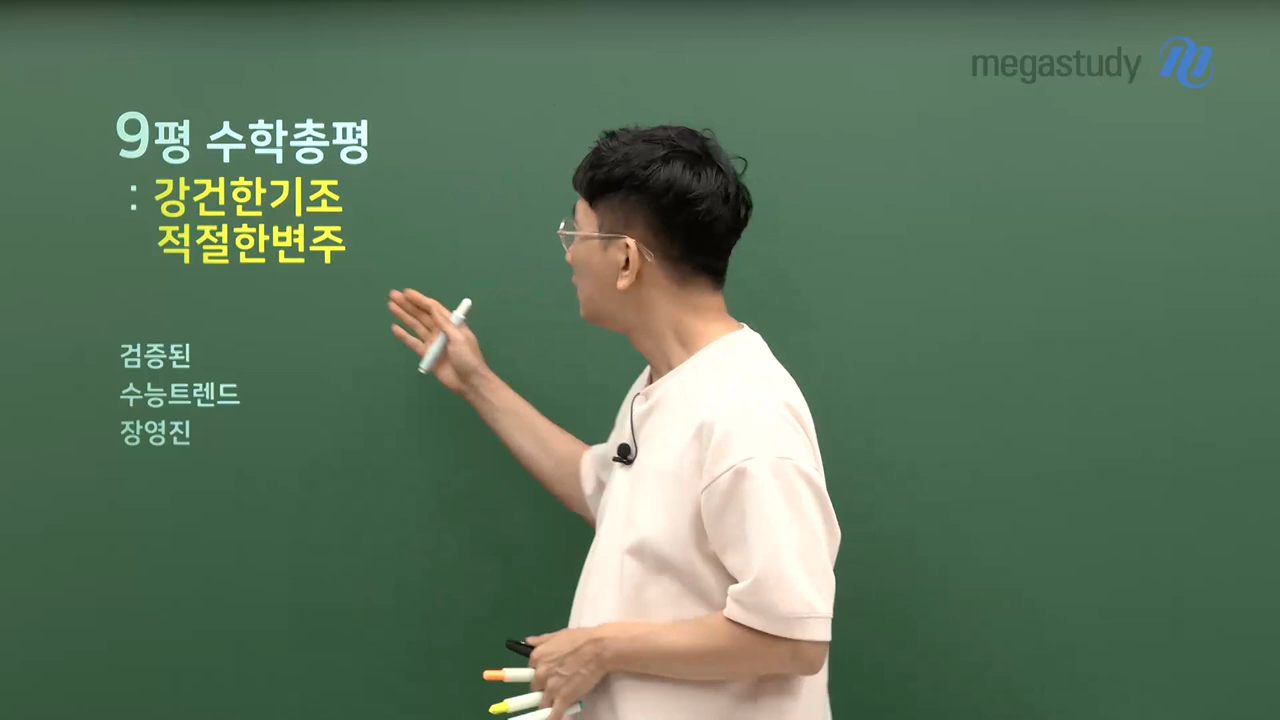 megastudy
9평 수학총평
: 강건한기조
적절한변주
검증된
수능트렌드
장영진